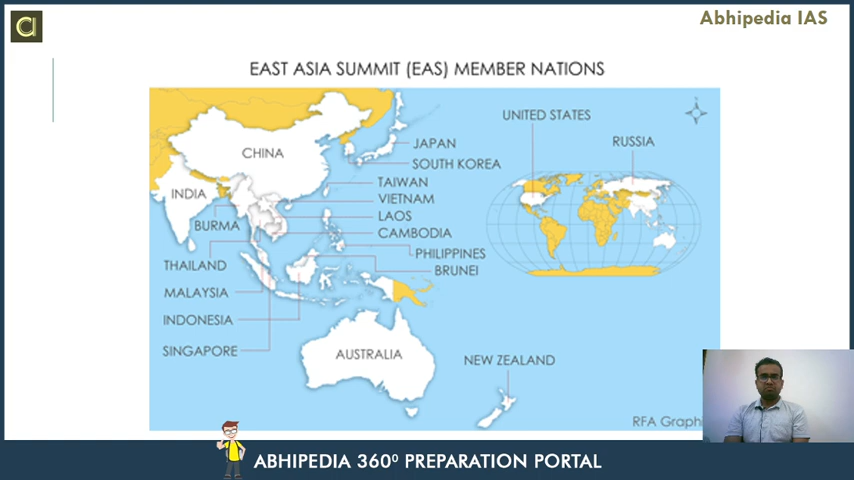 Abhipedia IAS
EAST ASIA SUMMIT (EAS) MEMBER NATIONS
UNITED STATES
RUSSIA
JAPAN
CHINA
SOUTH KOREA
TAIWAN
INDIA
VIETNAM
LAOS
BURMA
CAMBODIA
PHILIPPINES
THAILAND
BRUNEI
MALAYSIA
INDONESIA
SINGAPORE
AUSTRALIA
NEW ZEALAND
RFA Graphi
ABHIPEDIA 360⁰ PREPARATION PORTAL